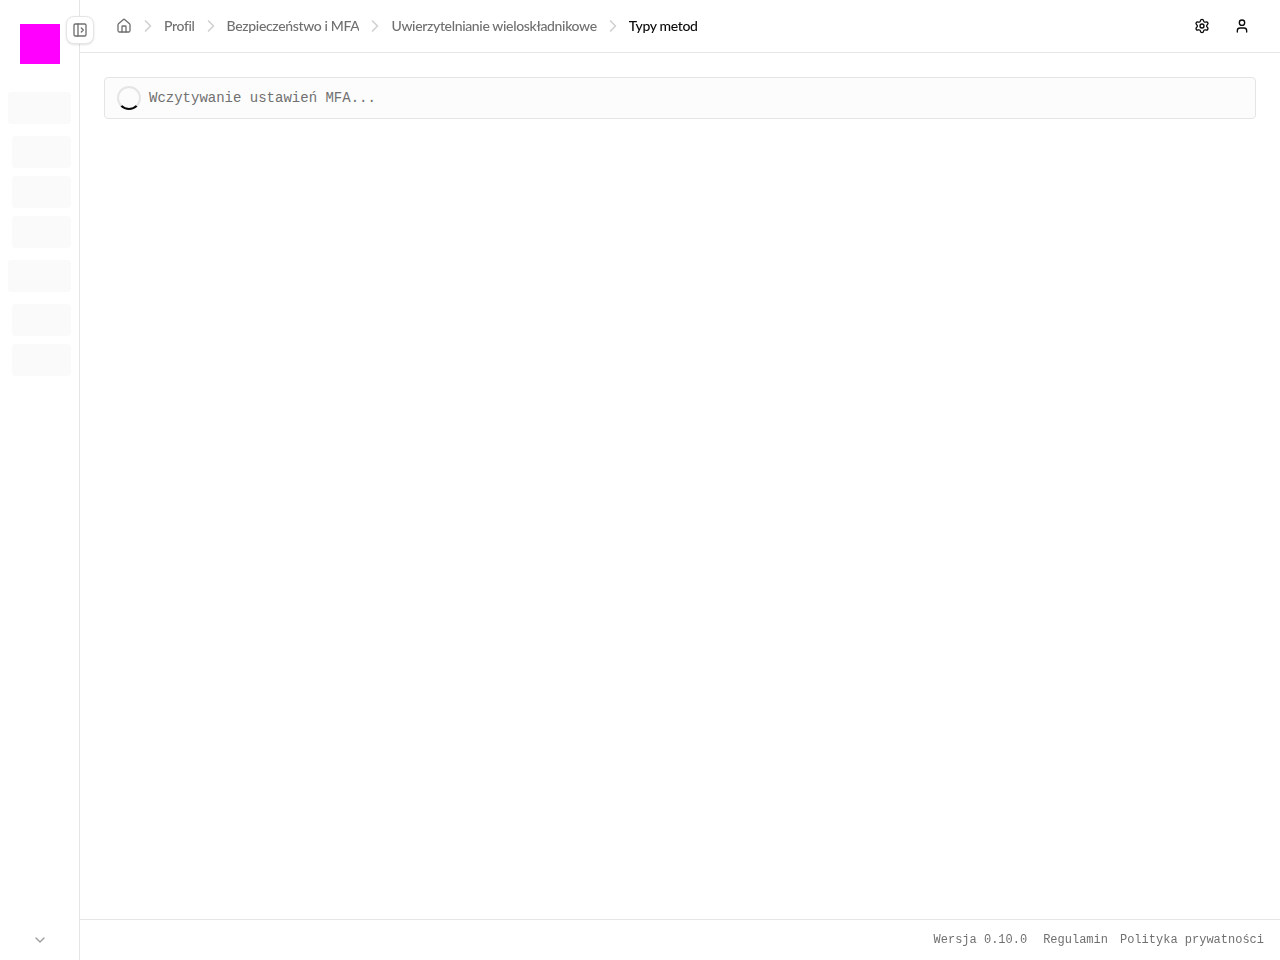 Profil
Bezpieczeństwo i MFA
Uwierzytelnianie wieloskładnikowe
Typy metod
Wczytywanie ustawień MFA...
Wersja 0.10.0
Regulamin
Polityka prywatności